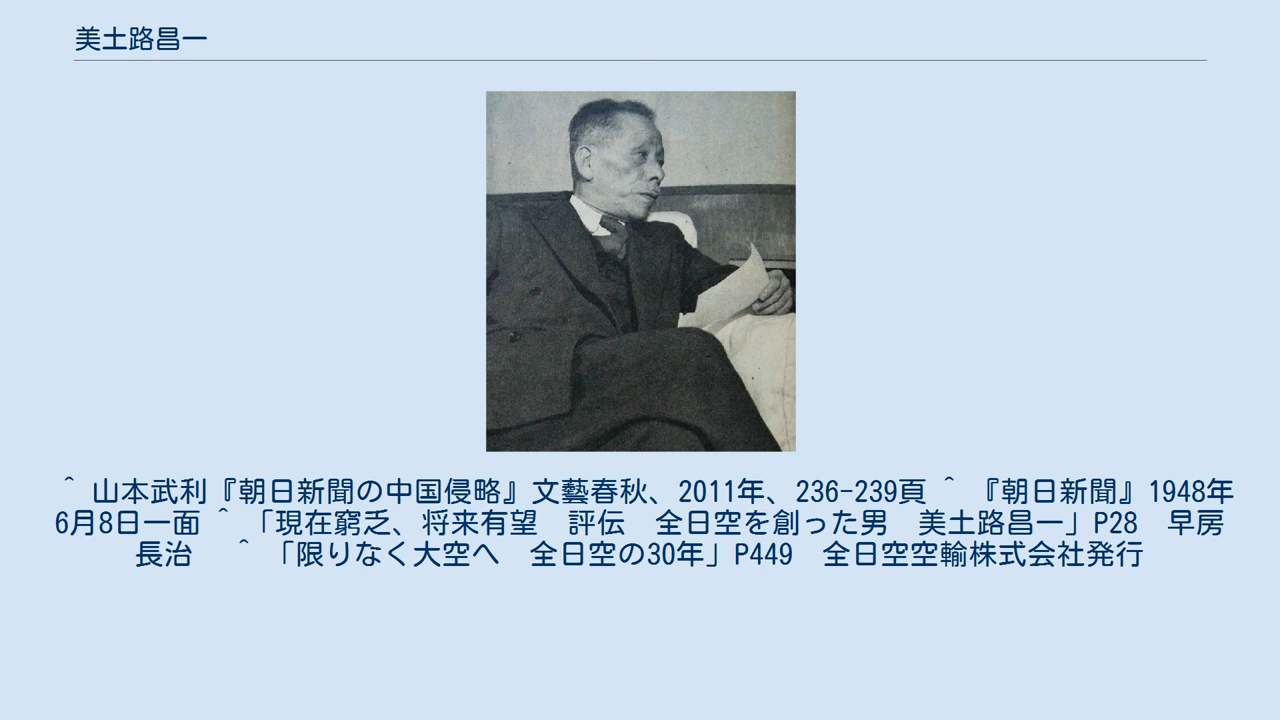 美土路昌一
^ 山本武利『朝日新聞の中国侵略』文藝春秋、2011年、236-239頁 ^ 『朝日新聞』1948年
6月8日一面 ^ 「現在窮乏、将来有望　評伝　全日空を創った男　美土路昌一」P28　早房
長治　 ^ 「限りなく大空へ　全日空の30年」P449　全日空空輸株式会社発行